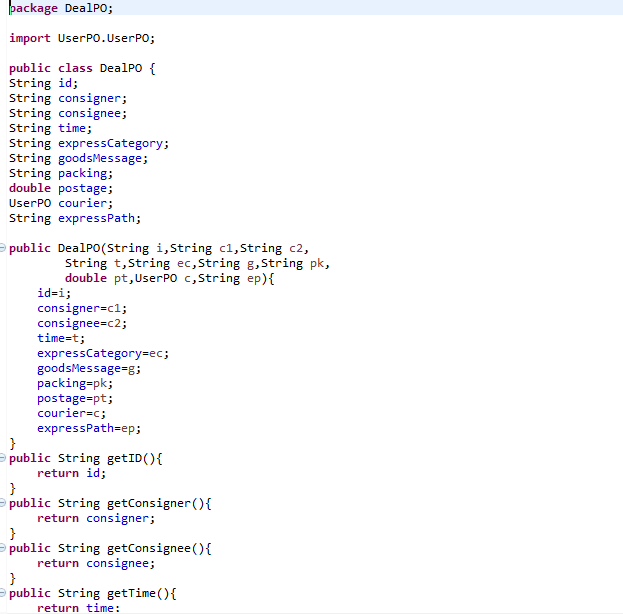 package DealPO;
import UserPO.UserPO;
public class DealPO {
String id;
String consigner;
String consignee;
String time;
String expressCategory;
String goodsMessage;
String packing;
double postage;
UserPO courier;
String expressPath;
public DealPO(String i,String c1,String c2,
String t,String ec,String g,String pk,
double pt,UserPO c,String ep){
id=i;
consigner=c1;
consignee=c2;
time=t;
expressCategory=ec;
goodsMessage=g;
packing=pk;
postage=pt;
courier=c;
expressPath=ep;
}
public String getID(){
return id;
}
public String getConsigner(){
return consigner;
}
public String getConsignee(){
return consignee;
}
public String getTime(){
return time;